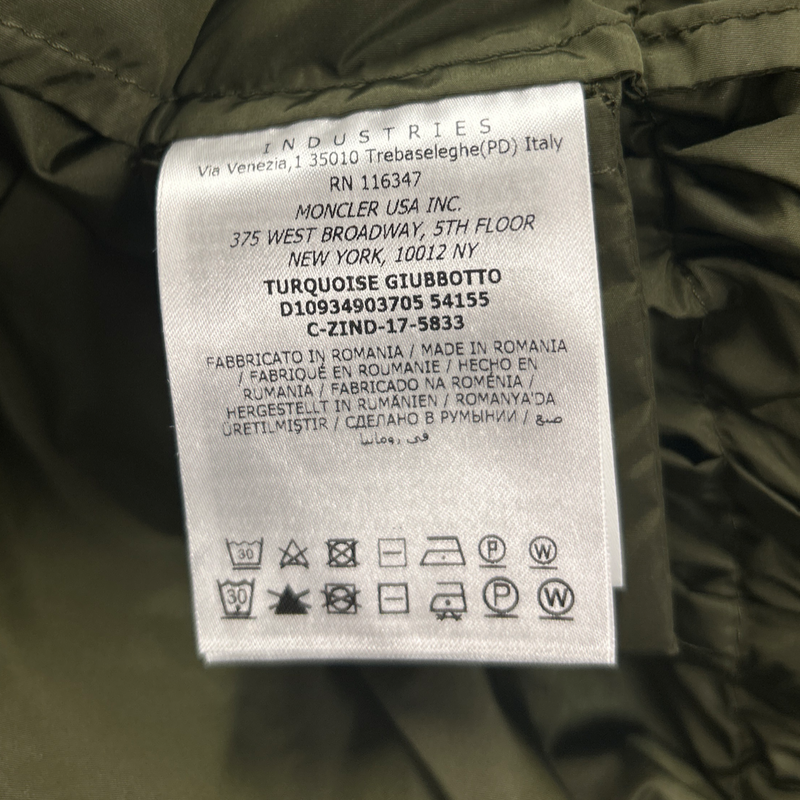 INDUSTRIES
Via Venezia,1 35010 Trebaseleghe(PD) Italy
RN 116347
MONCLER USA INC.
375 WEST BROADWAY, 5TH FLOOR
NEW YORK, 10012 NY
TURQUOISE GIUBBOTTO
D10934903705 54155
C-ZIND-17-5833
FABBRICATO IN ROMANIA / MADE IN ROMANIA
/ FABRIQUÉ EN ROUMANIE / HECHO EN
RUMANIA / FABRICADO NA ROMÉNIA /
HERGESTELLT IN RUMÄNIEN / ROMANYA'DA
ÜRETILMIŞTIR / СДЕЛАНО В РУМЫНИИ / صنع
في رومانيا
30 P W
30 P W